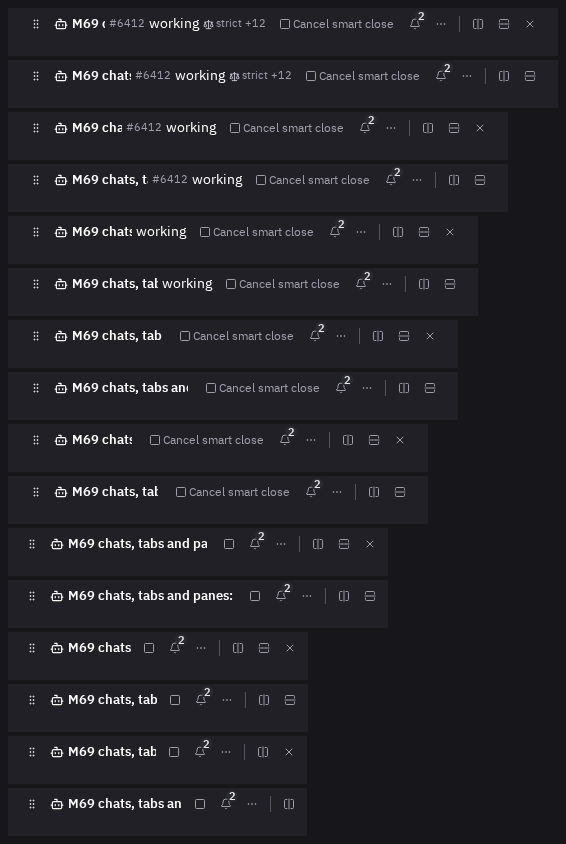 M69 c #6412 working strict +12 Cancel smart close 2
M69 chats #6412 working strict +12 Cancel smart close 2
M69 cha #6412 working Cancel smart close 2
M69 chats, t #6412 working Cancel smart close 2
M69 chats working Cancel smart close 2
M69 chats, tab working Cancel smart close 2
M69 chats, tab Cancel smart close 2
M69 chats, tabs and Cancel smart close 2
M69 chats Cancel smart close 2
M69 chats, tab Cancel smart close 2
M69 chats, tabs and pa 2
M69 chats, tabs and panes: 2
M69 chats 2
M69 chats, tab 2
M69 chats, tab 2
M69 chats, tabs an 2